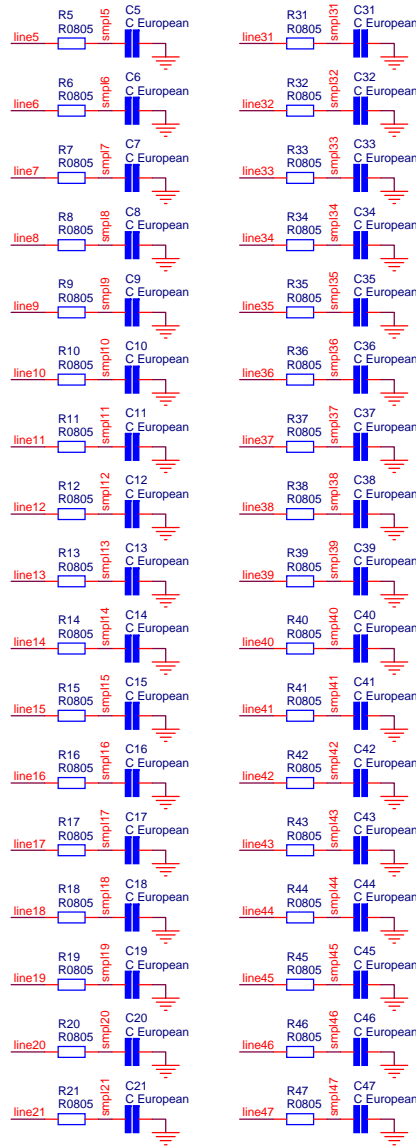 R5
R0805
line5
smpl5
C5
C European
R31
R0805
line31
smpl31
C31
C European
R6
R0805
line6
smpl6
C6
C European
R32
R0805
line32
smpl32
C32
C European
R7
R0805
line7
smpl7
C7
C European
R33
R0805
line33
smpl33
C33
C European
R8
R0805
line8
smpl8
C8
C European
R34
R0805
line34
smpl34
C34
C European
R9
R0805
line9
smpl9
C9
C European
R35
R0805
line35
smpl35
C35
C European
R10
R0805
line10
smpl10
C10
C European
R36
R0805
line36
smpl36
C36
C European
R11
R0805
line11
smpl11
C11
C European
R37
R0805
line37
smpl37
C37
C European
R12
R0805
line12
smpl12
C12
C European
R38
R0805
line38
smpl38
C38
C European
R13
R0805
line13
smpl13
C13
C European
R39
R0805
line39
smpl39
C39
C European
R14
R0805
line14
smpl14
C14
C European
R40
R0805
line40
smpl40
C40
C European
R15
R0805
line15
smpl15
C15
C European
R41
R0805
line41
smpl41
C41
C European
R16
R0805
line16
smpl16
C16
C European
R42
R0805
line42
smpl42
C42
C European
R17
R0805
line17
smpl17
C17
C European
R43
R0805
line43
smpl43
C43
C European
R18
R0805
line18
smpl18
C18
C European
R44
R0805
line44
smpl44
C44
C European
R19
R0805
line19
smpl19
C19
C European
R45
R0805
line45
smpl45
C45
C European
R20
R0805
line20
smpl20
C20
C European
R46
R0805
line46
smpl46
C46
C European
R21
R0805
line21
smpl21
C21
C European
R47
R0805
line47
smpl47
C47
C European